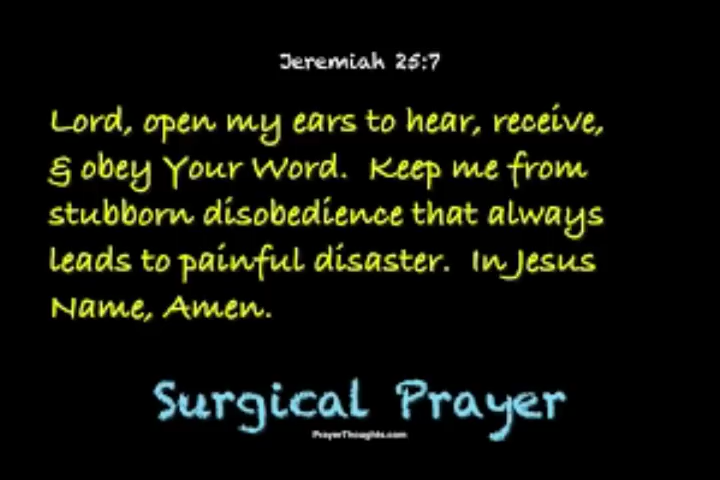 Jeremiah 25:7
Lord, open my ears to hear, receive,
& obey Your Word. Keep me from
stubborn disobedience that always
leads to painful disaster. In Jesus
Name, Amen.
Surgical Prayer
PrayerThoughts.com